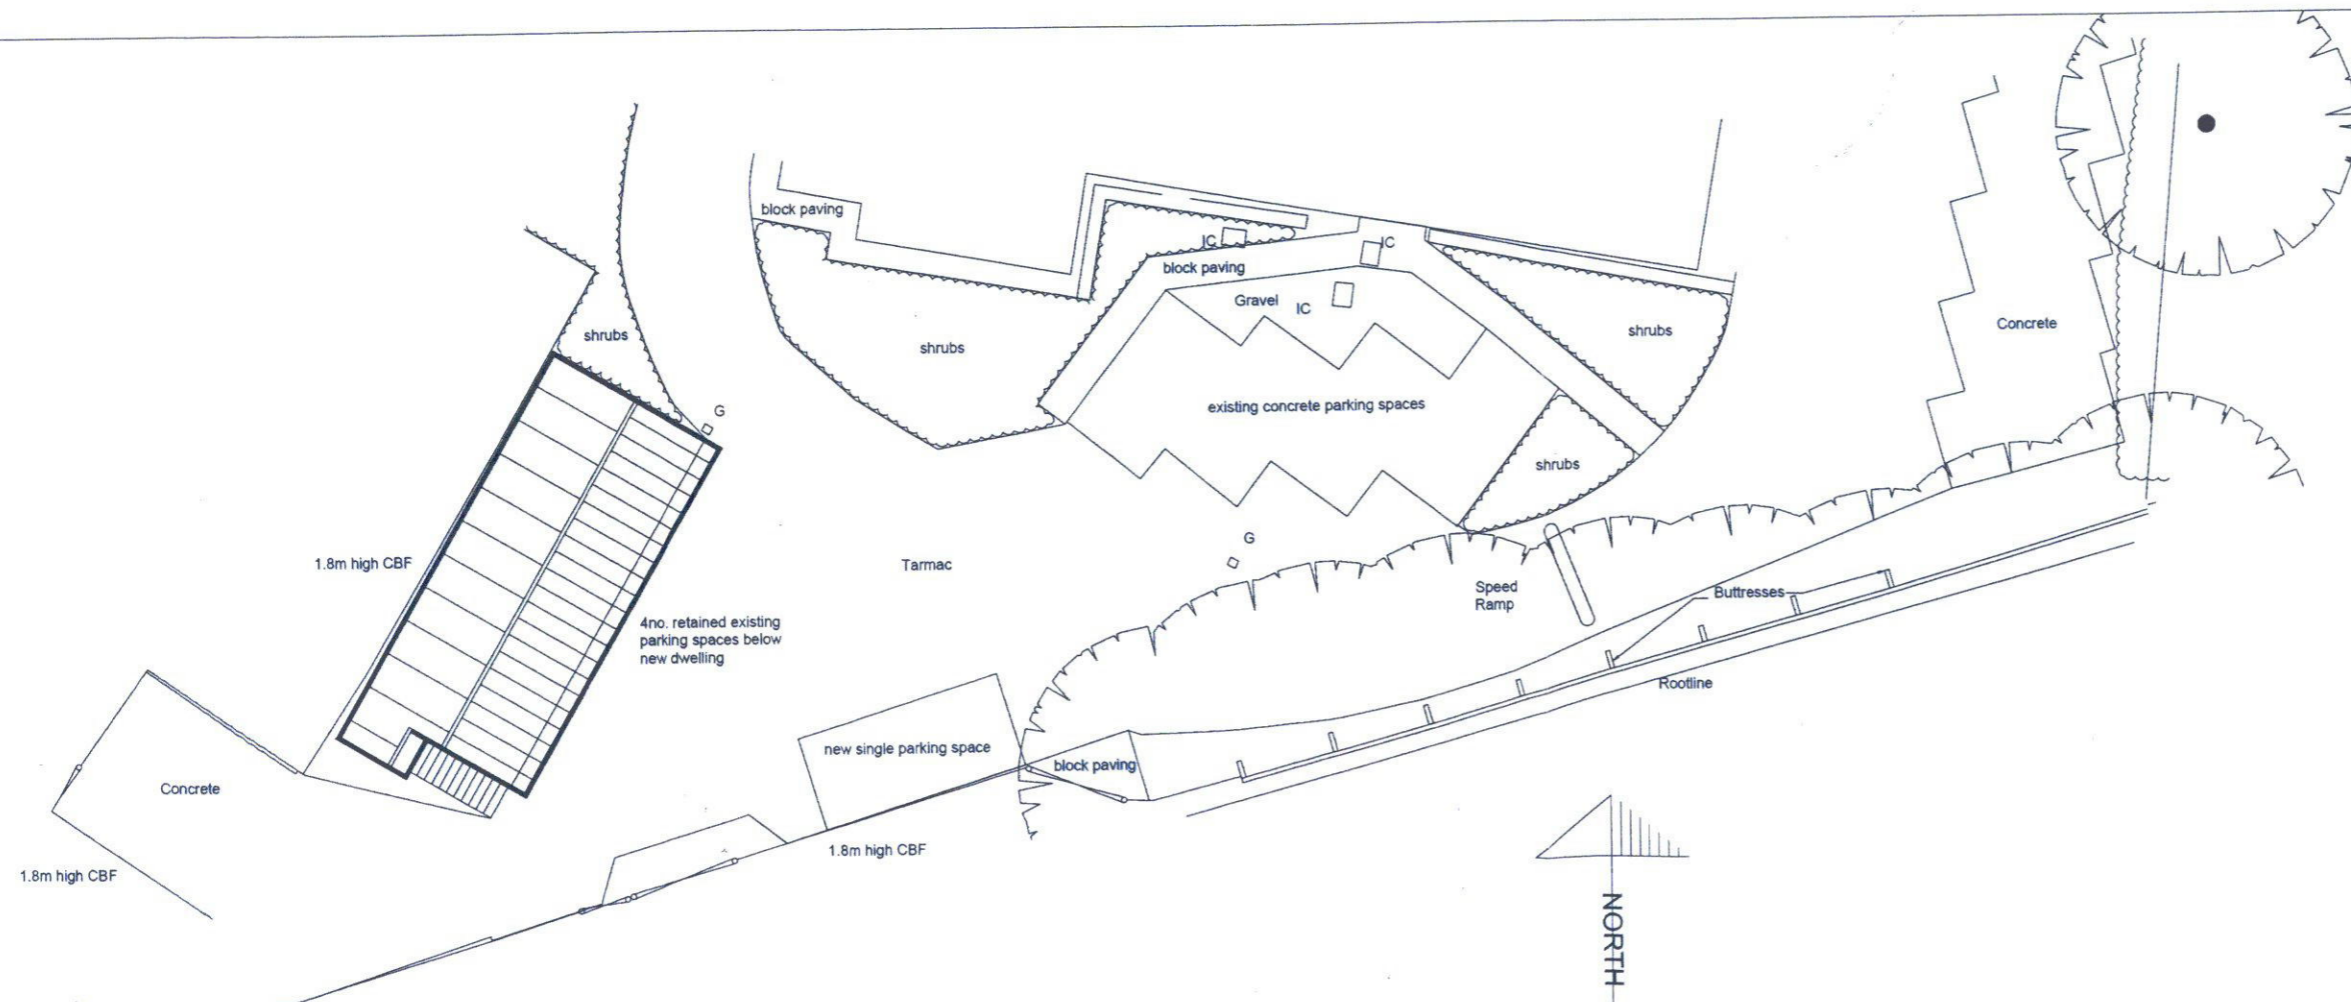 block paving
IC
IC
block paving
Gravel
IC
Concrete
shrubs
shrubs
shrubs
existing concrete parking spaces
G
shrubs
G
1.8m high CBF
Tarmac
Speed
Ramp
Buttresses
4no. retained existing
parking spaces below
new dwelling
Rootline
new single parking space
block paving
Concrete
1.8m high CBF
1.8m high CBF
NORTH